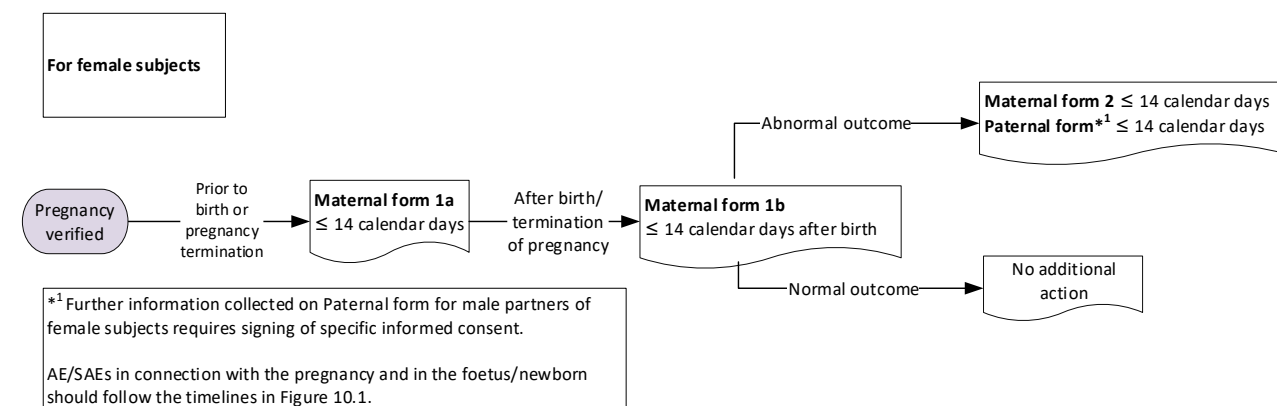 For female subjects
Pregnancy
verified
Prior to
birth or
pregnancy
termination
Maternal form 1a
≤ 14 calendar days
After birth/
termination
of pregnancy
Maternal form 1b
≤ 14 calendar days after birth
Abnormal outcome
Maternal form 2 ≤ 14 calendar days
Paternal form*1 ≤ 14 calendar days
Normal outcome
No additional
action
*1 Further information collected on Paternal form for male partners of
female subjects requires signing of specific informed consent.
AE/SAEs in connection with the pregnancy and in the foetus/newborn
should follow the timelines in Figure 10.1.